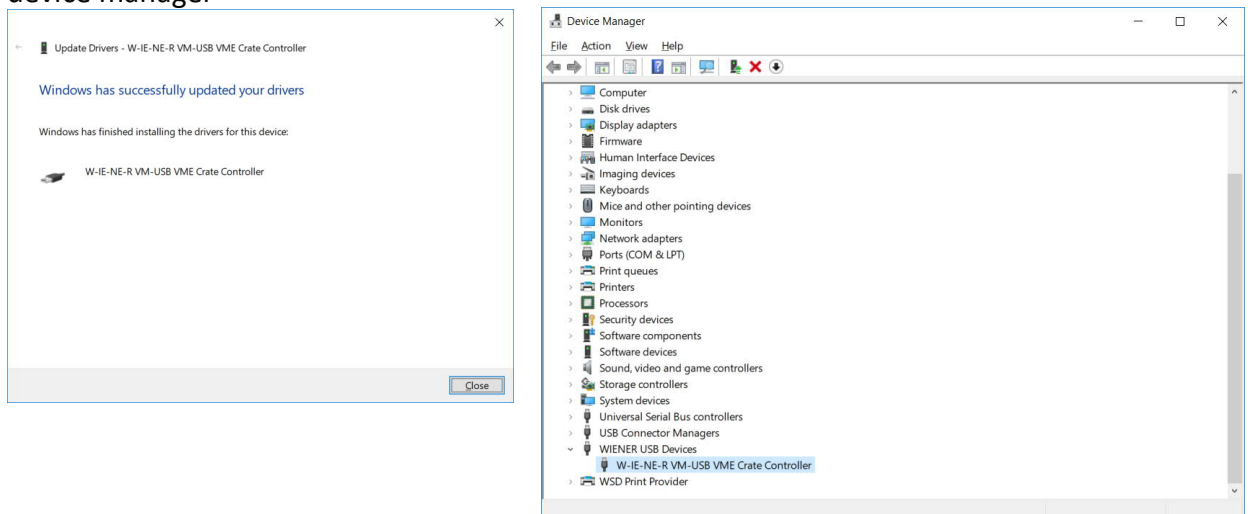 device manager
Update Drivers - W-IE-NE-R VM-USB VME Crate Controller
Windows has successfully updated your drivers
Windows has finished installing the drivers for this device:
W-IE-NE-R VM-USB VME Crate Controller
Close
Device Manager
File Action View Help
Computer
Disk drives
Display adapters
Firmware
Human Interface Devices
Imaging devices
Keyboards
Mice and other pointing devices
Monitors
Network adapters
Ports (COM & LPT)
Print queues
Printers
Processors
Security devices
Software components
Software devices
Sound, video and game controllers
Storage controllers
System devices
Universal Serial Bus controllers
USB Connector Managers
WIENER USB Devices
W-IE-NE-R VM-USB VME Crate Controller
WSD Print Provider